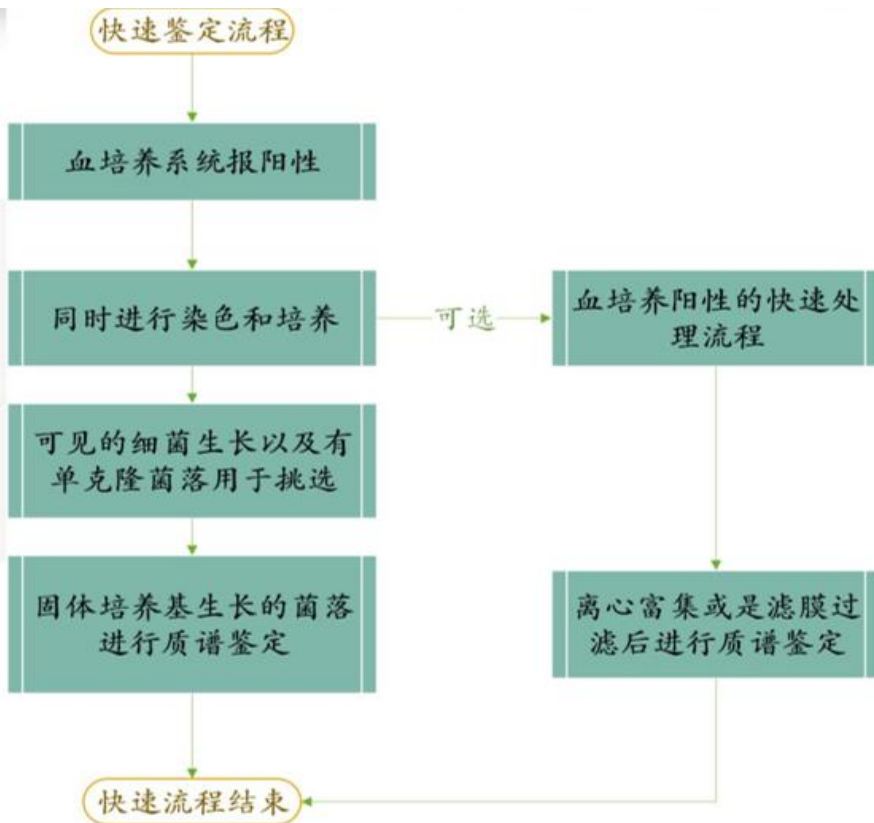 快速鉴定流程
血培养系统报阳性
同时进行染色和培养
可选
血培养阳性的快速处
理流程
可见的细菌生长以及有
单克隆菌落用于挑选
固体培养基生长的菌落
进行质谱鉴定
离心富集或是滤膜过
滤后进行质谱鉴定
快速流程结束